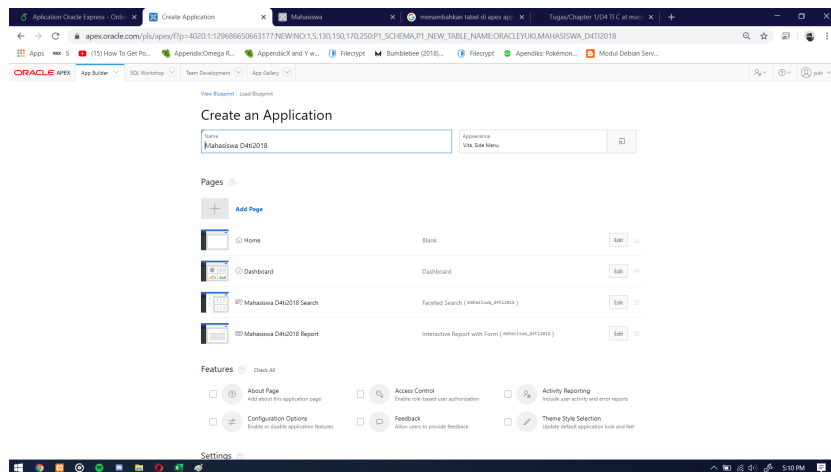 Aplication Oracle Express - Onlin
Create Application
Mahasiswa
menambahkan tabel di apex app
Tugas/Chapter 1/D4 TI C at mast
apex.oracle.com/pls/apex/f?p=4020:1:12968665066317​7:NEW:NO:1,5,130,150,170,250:P1_SCHEMA,P1_NEW_TABLE_NAME:ORACLEYUKI,MAHASISWA_D4TI2018
Apps
S
(15) How To Get Po...
Appendix:Omega R...
Appendix:X and Y w...
Filecrypt
Bumblebee (2018)...
Filecrypt
Apendiks: Pokémon...
Modul Debian Serv...
ORACLE APEX
App Builder
SQL Workshop
Team Development
App Gallery
yuki
View Blueprint
Load Blueprint
Create an Application
Name
Mahasiswa D4ti2018
Appearance
Vita, Side Menu
Pages
Add Page
Home
Blank
Edit
Dashboard
Dashboard
Edit
Mahasiswa D4ti2018 Search
Faceted Search ( mahasiswa_d4ti2018 )
Edit
Mahasiswa D4ti2018 Report
Interactive Report with Form ( mahasiswa_d4ti2018 )
Edit
Features
Check All
About Page
Add about this application page
Access Control
Enable role-based user authorization
Activity Reporting
Include user activity and error reports
Configuration Options
Enable or disable application features
Feedback
Allow users to provide feedback
Theme Style Selection
Update default application look and feel
Settings
5:10 PM